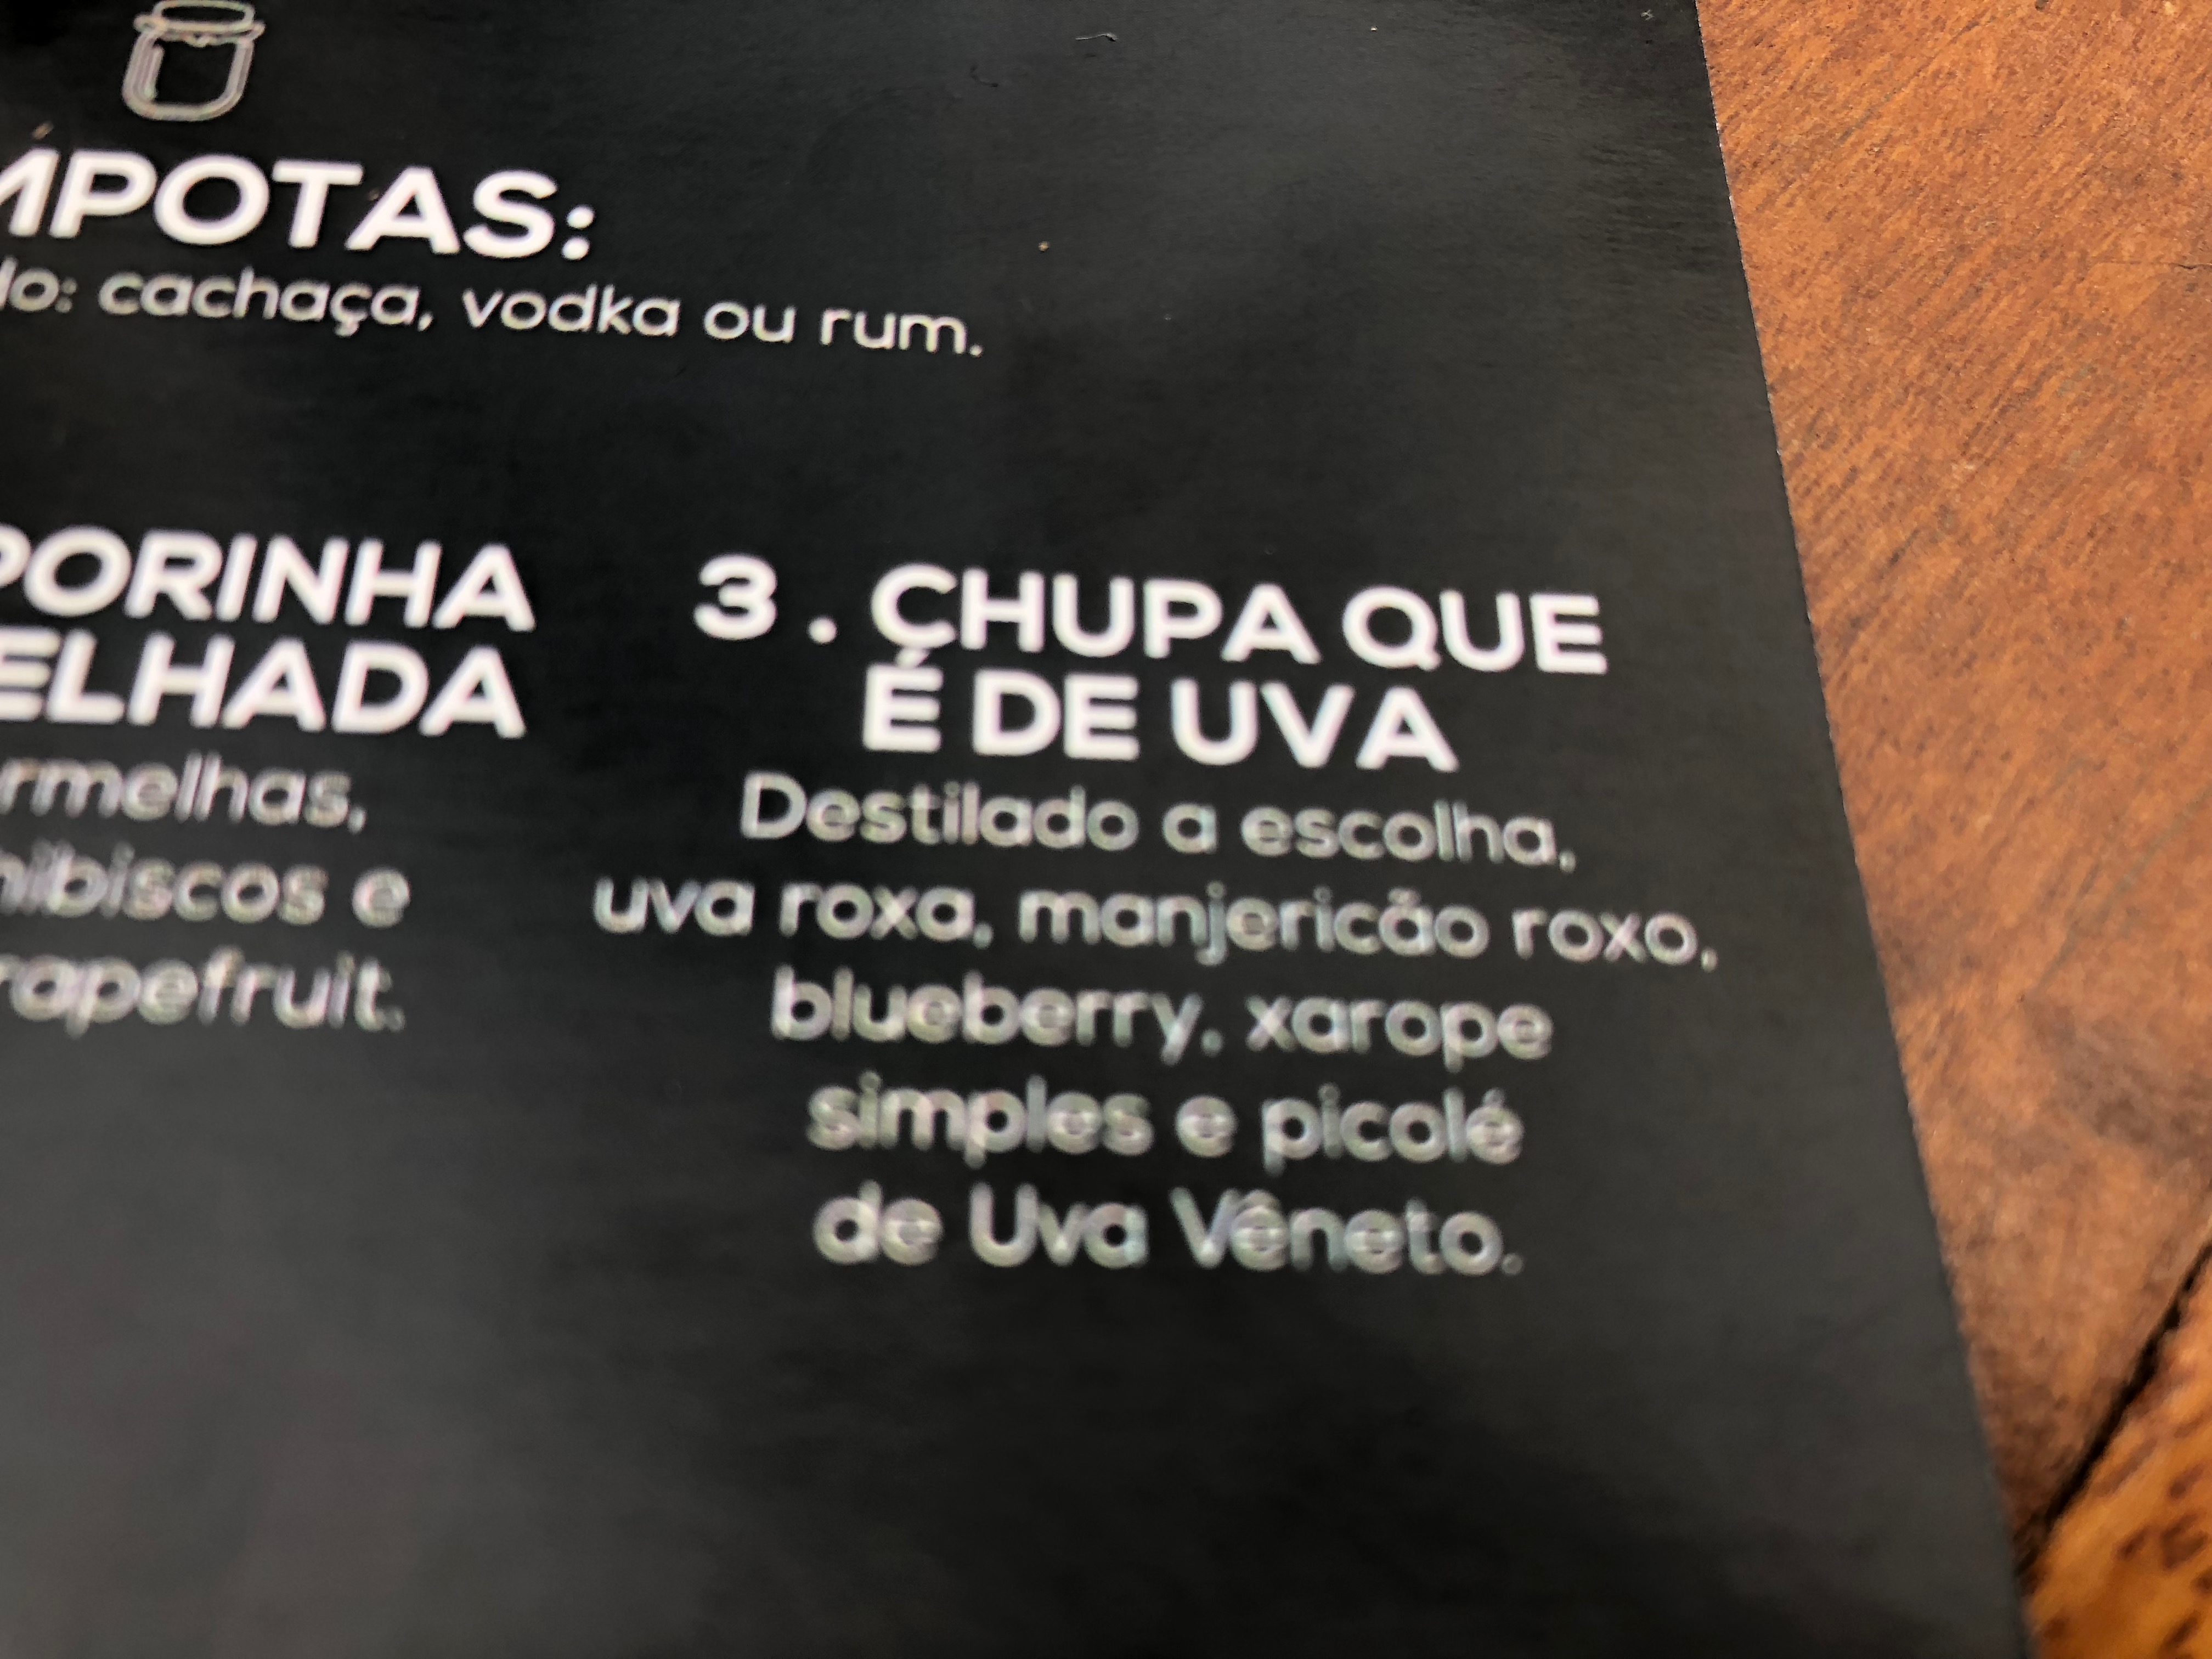 MPOTAS:
do: cachaça, vodka ou rum.
PORINHA
ELHADA
rmelhas,
hibiscos e
rapefruit.
3 . CHUPA QUE
É DE UVA
Destilado a escolha,
uva roxa, manjericão roxo,
blueberry, xarope
simples e picolé
de Uva Vêneto.